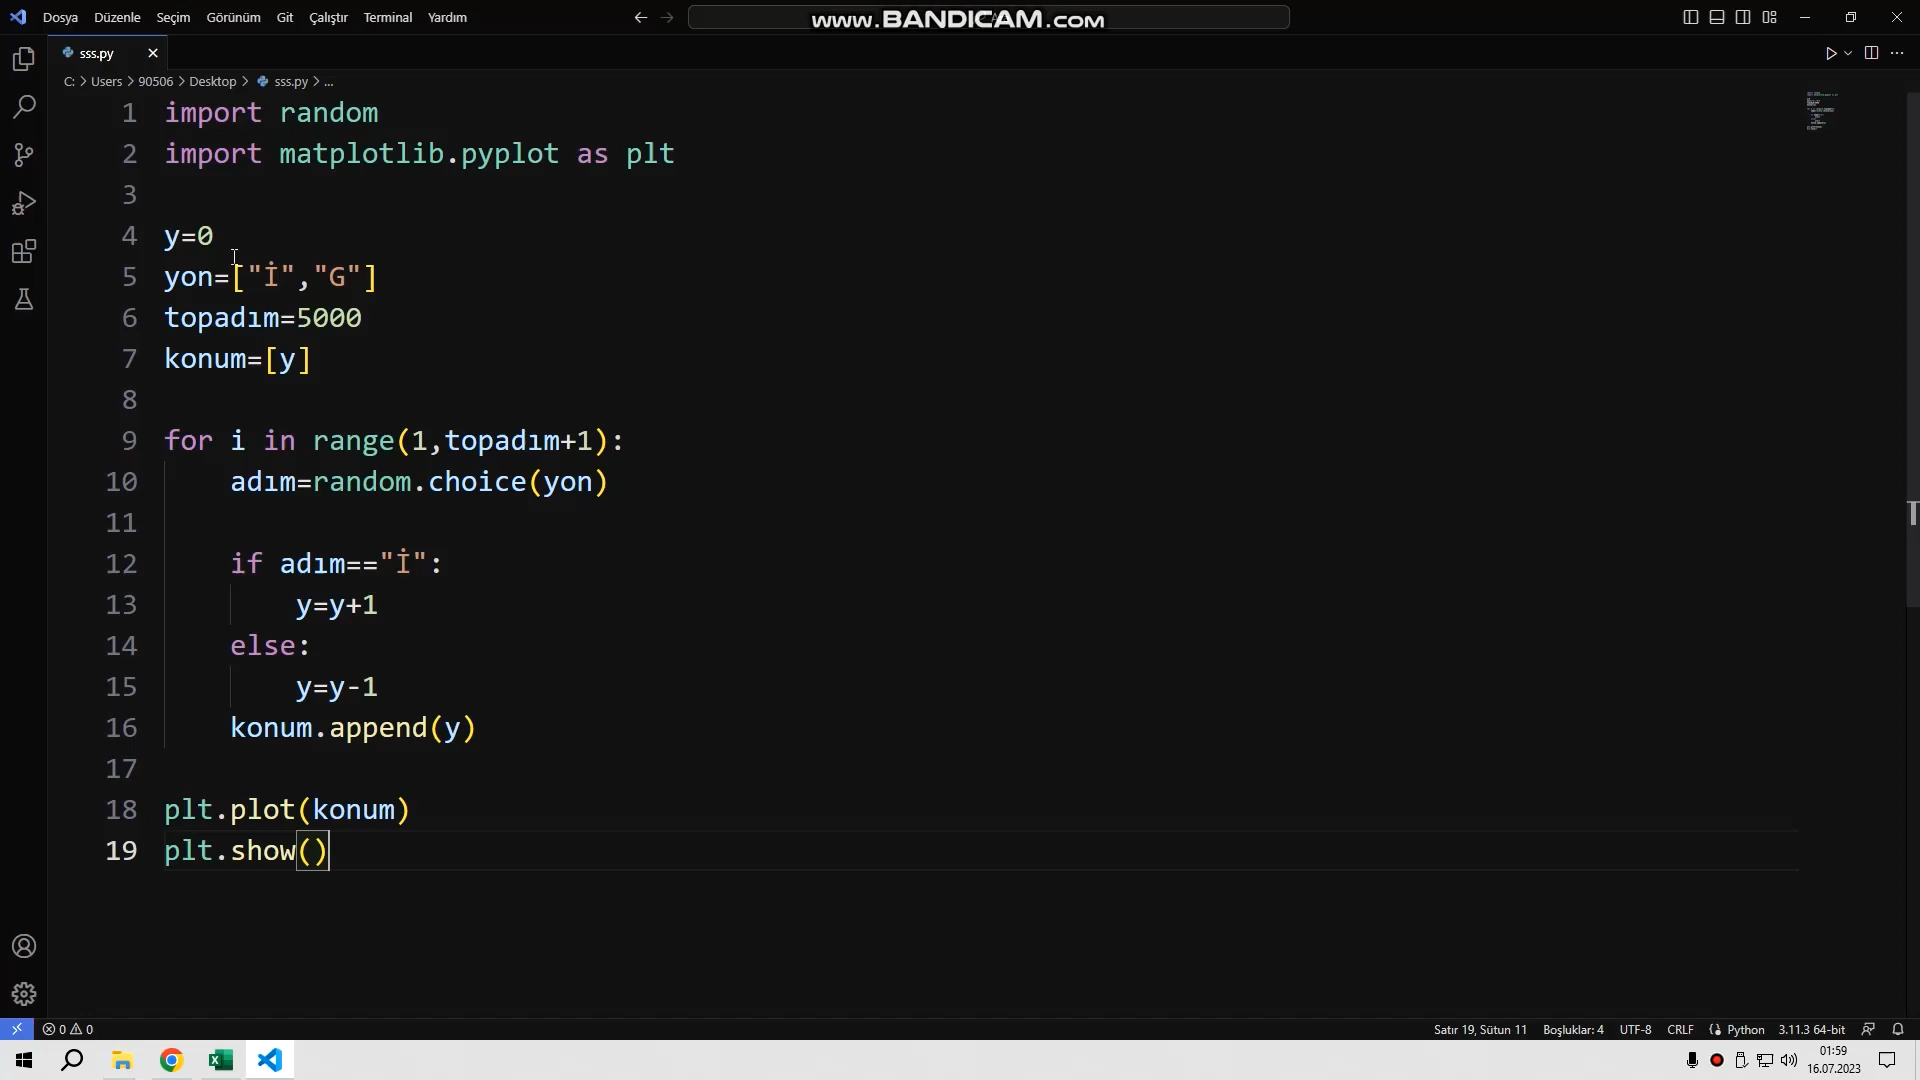 Dosya Düzenle Seçim Görünüm Git Çalıştır Terminal Yardım
www.BANDICAM.com
sss.py
C: > Users > 90506 > Desktop > sss.py > ...
1 import random
2 import matplotlib.pyplot as plt
3
4 y=0
5 yon=["İ","G"]
6 topadım=5000
7 konum=[y]
8
9 for i in range(1,topadım+1):
10 adım=random.choice(yon)
11
12 if adım=="İ":
13 y=y+1
14 else:
15 y=y-1
16 konum.append(y)
17
18 plt.plot(konum)
19 plt.show()
0 0 Satır 19, Sütun 11 Boşluklar: 4 UTF-8 CRLF Python 3.11.3 64-bit
01:59
16.07.2023